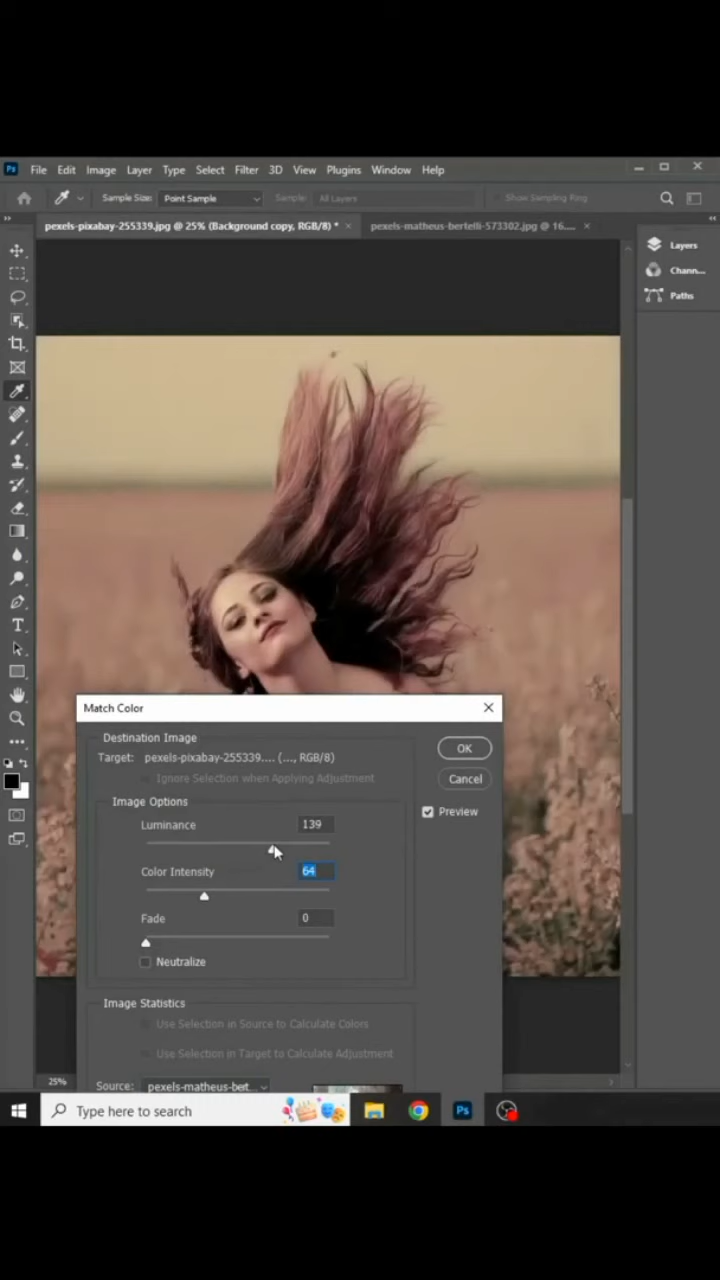 Ps File Edit Image Layer Type Select Filter 3D View Plugins Window Help
Sample Size: Point Sample Sample: All Layers Show Sampling Ring
pexels-pixabay-255339.jpg @ 25% (Background copy, RGB/8) * × pexels-matheus-bertelli-573302.jpg @ 16.... ×
Layers
Chann...
Paths
Match Color
Destination Image
Target: pexels-pixabay-255339.... (..., RGB/8)
OK
Ignore Selection when Applying Adjustment
Cancel
Image Options
Preview
Luminance 139
Color Intensity 64
Fade 0
Neutralize
Image Statistics
Use Selection in Source to Calculate Colors
Use Selection in Target to Calculate Adjustment
25%
Source: pexels-matheus-bert...
Type here to search
Ps